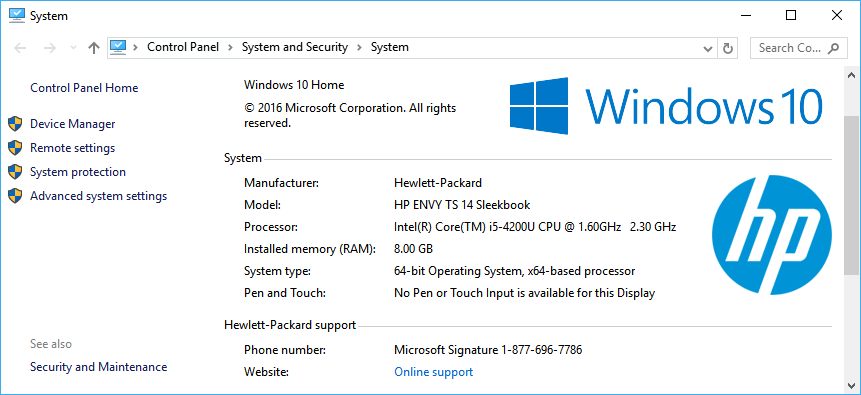 System
Control Panel > System and Security > System
Search Co...
Control Panel Home
Device Manager
Remote settings
System protection
Advanced system settings
See also
Security and Maintenance
Windows 10 Home
© 2016 Microsoft Corporation. All rights
reserved.
Windows 10
System
Manufacturer: Hewlett-Packard
Model: HP ENVY TS 14 Sleekbook
Processor: Intel(R) Core(TM) i5-4200U CPU @ 1.60GHz 2.30 GHz
Installed memory (RAM): 8.00 GB
System type: 64-bit Operating System, x64-based processor
Pen and Touch: No Pen or Touch Input is available for this Display
hp
Hewlett-Packard support
Phone number: Microsoft Signature 1-877-696-7786
Website: Online support